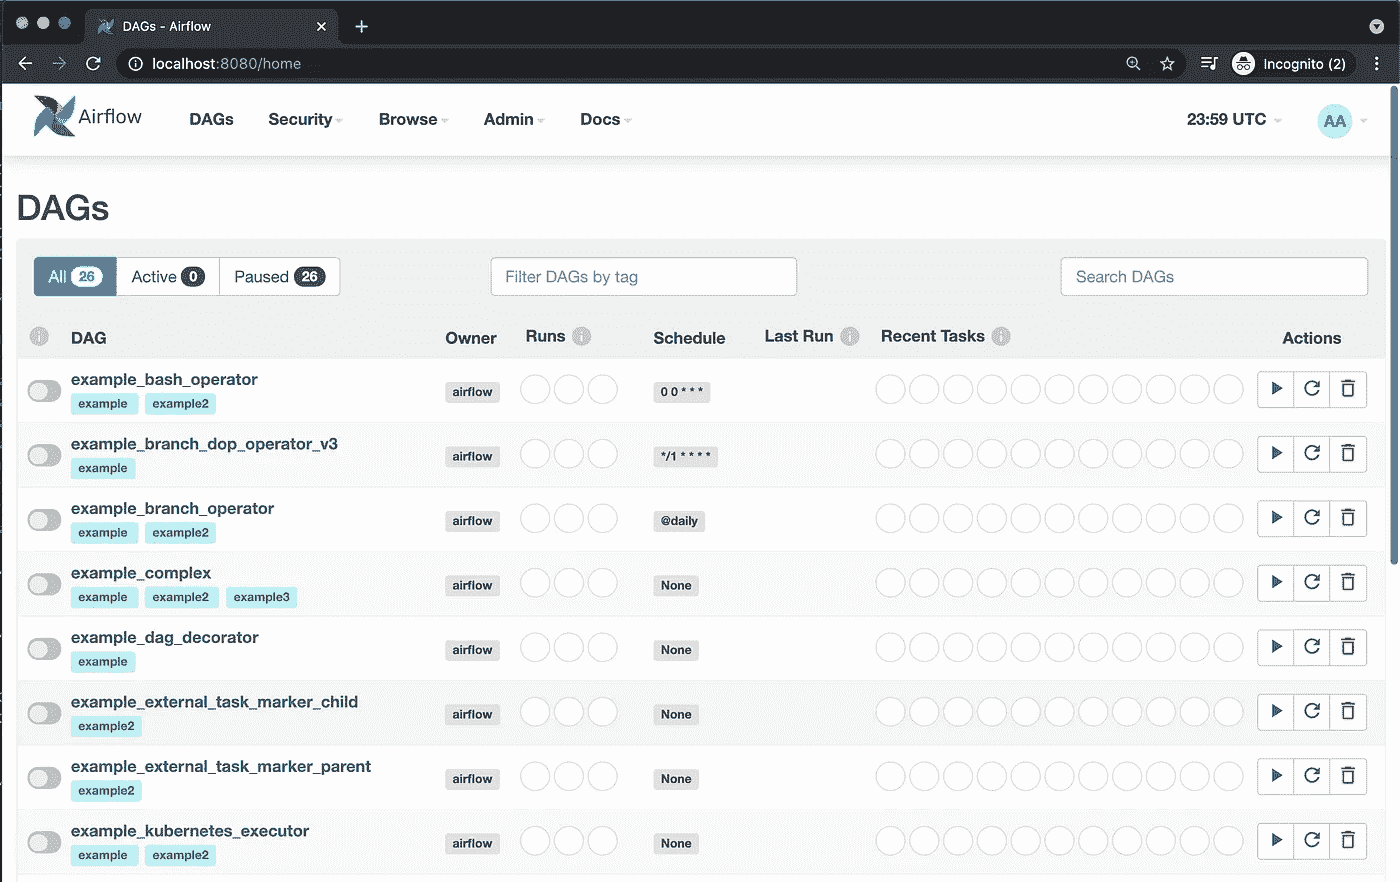 DAGs - Airflow
localhost:8080/home
Incognito (2)
Airflow DAGs Security Browse Admin Docs 23:59 UTC AA
DAGs
All 26 Active 0 Paused 26 Filter DAGs by tag Search DAGs
DAG Owner Runs Schedule Last Run Recent Tasks Actions
example_bash_operator
airflow 0 0 * * *
example example2
example_branch_dop_operator_v3
airflow */1 * * * *
example
example_branch_operator
airflow @daily
example example2
example_complex
airflow None
example example2 example3
example_dag_decorator
airflow None
example
example_external_task_marker_child
airflow None
example2
example_external_task_marker_parent
airflow None
example2
example_kubernetes_executor
airflow None
example example2